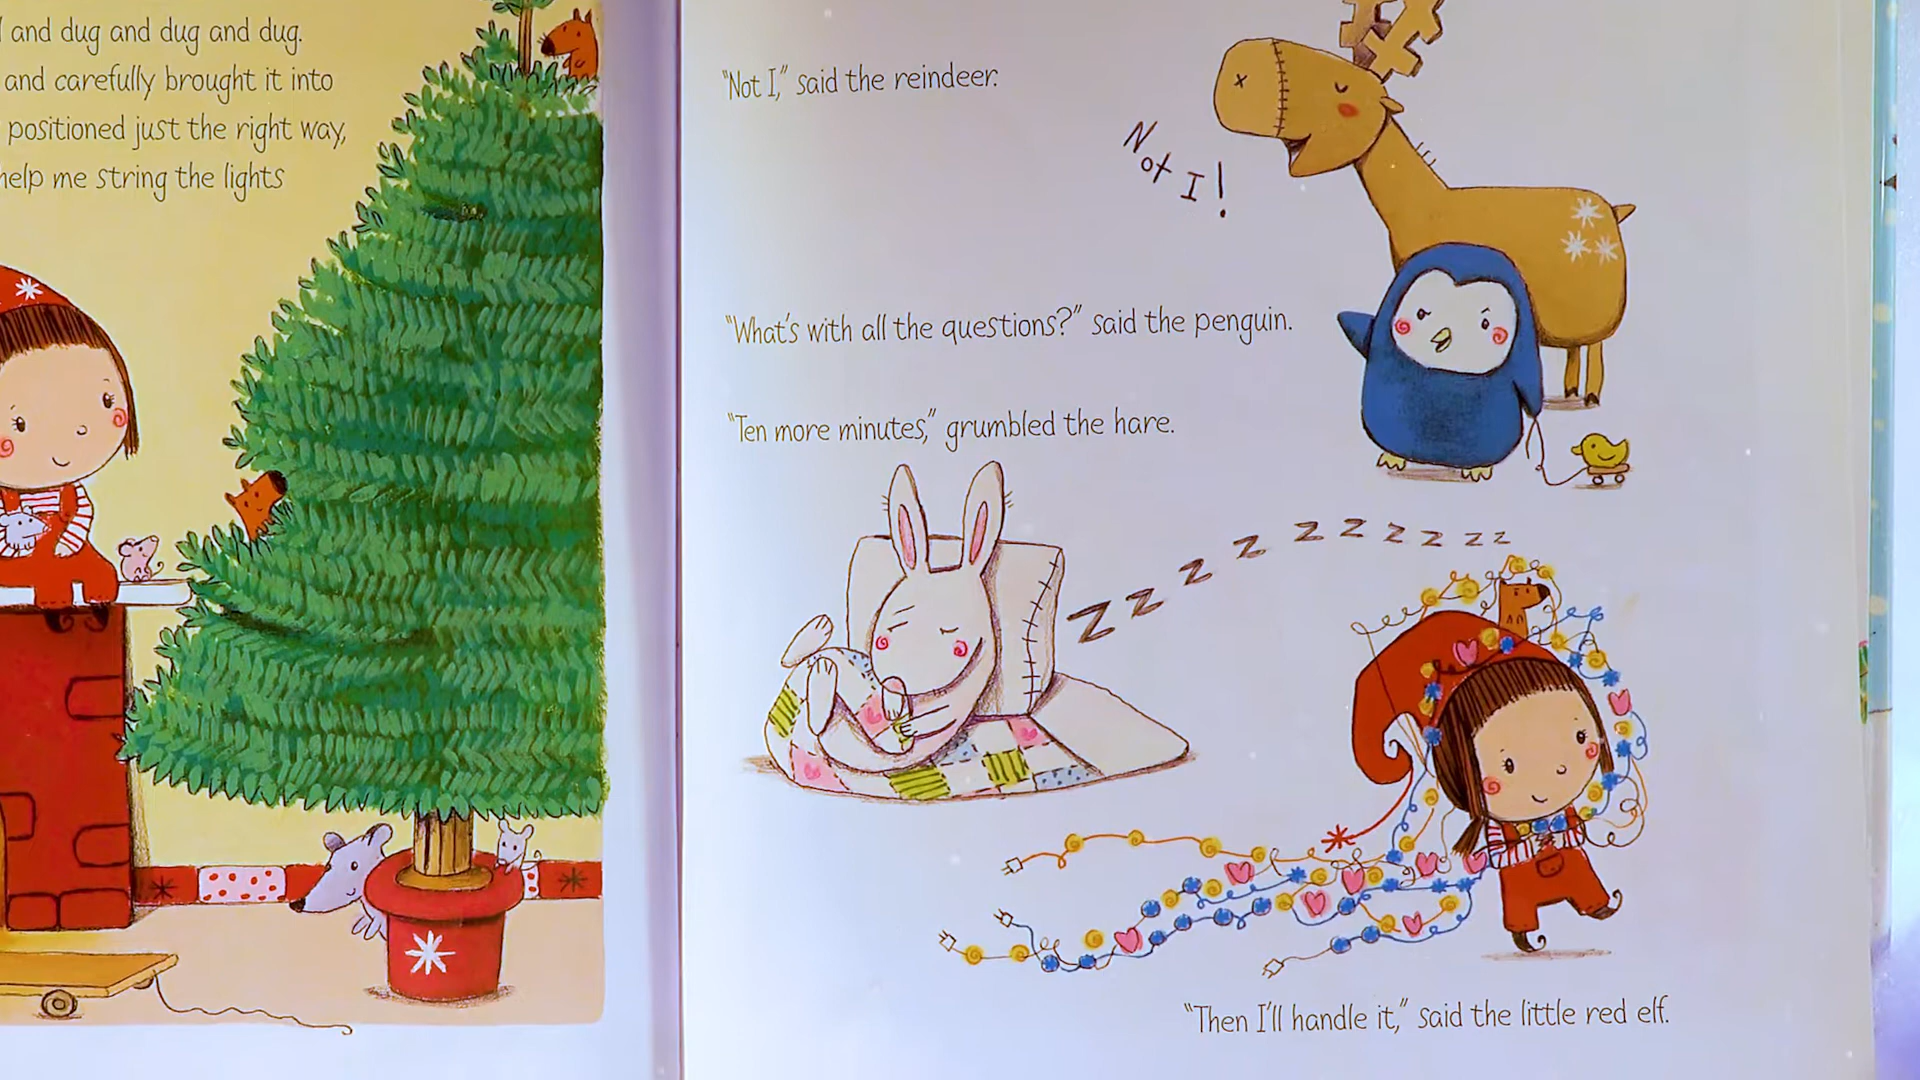 and dug and dug and dug.
and carefully brought it into
positioned just the right way,
help me string the lights
"Not I," said the reindeer.
Not I!
"What's with all the questions?" said the penguin.
"Ten more minutes," grumbled the hare.
Zzzzzzzzzzz
"Then I'll handle it," said the little red elf.